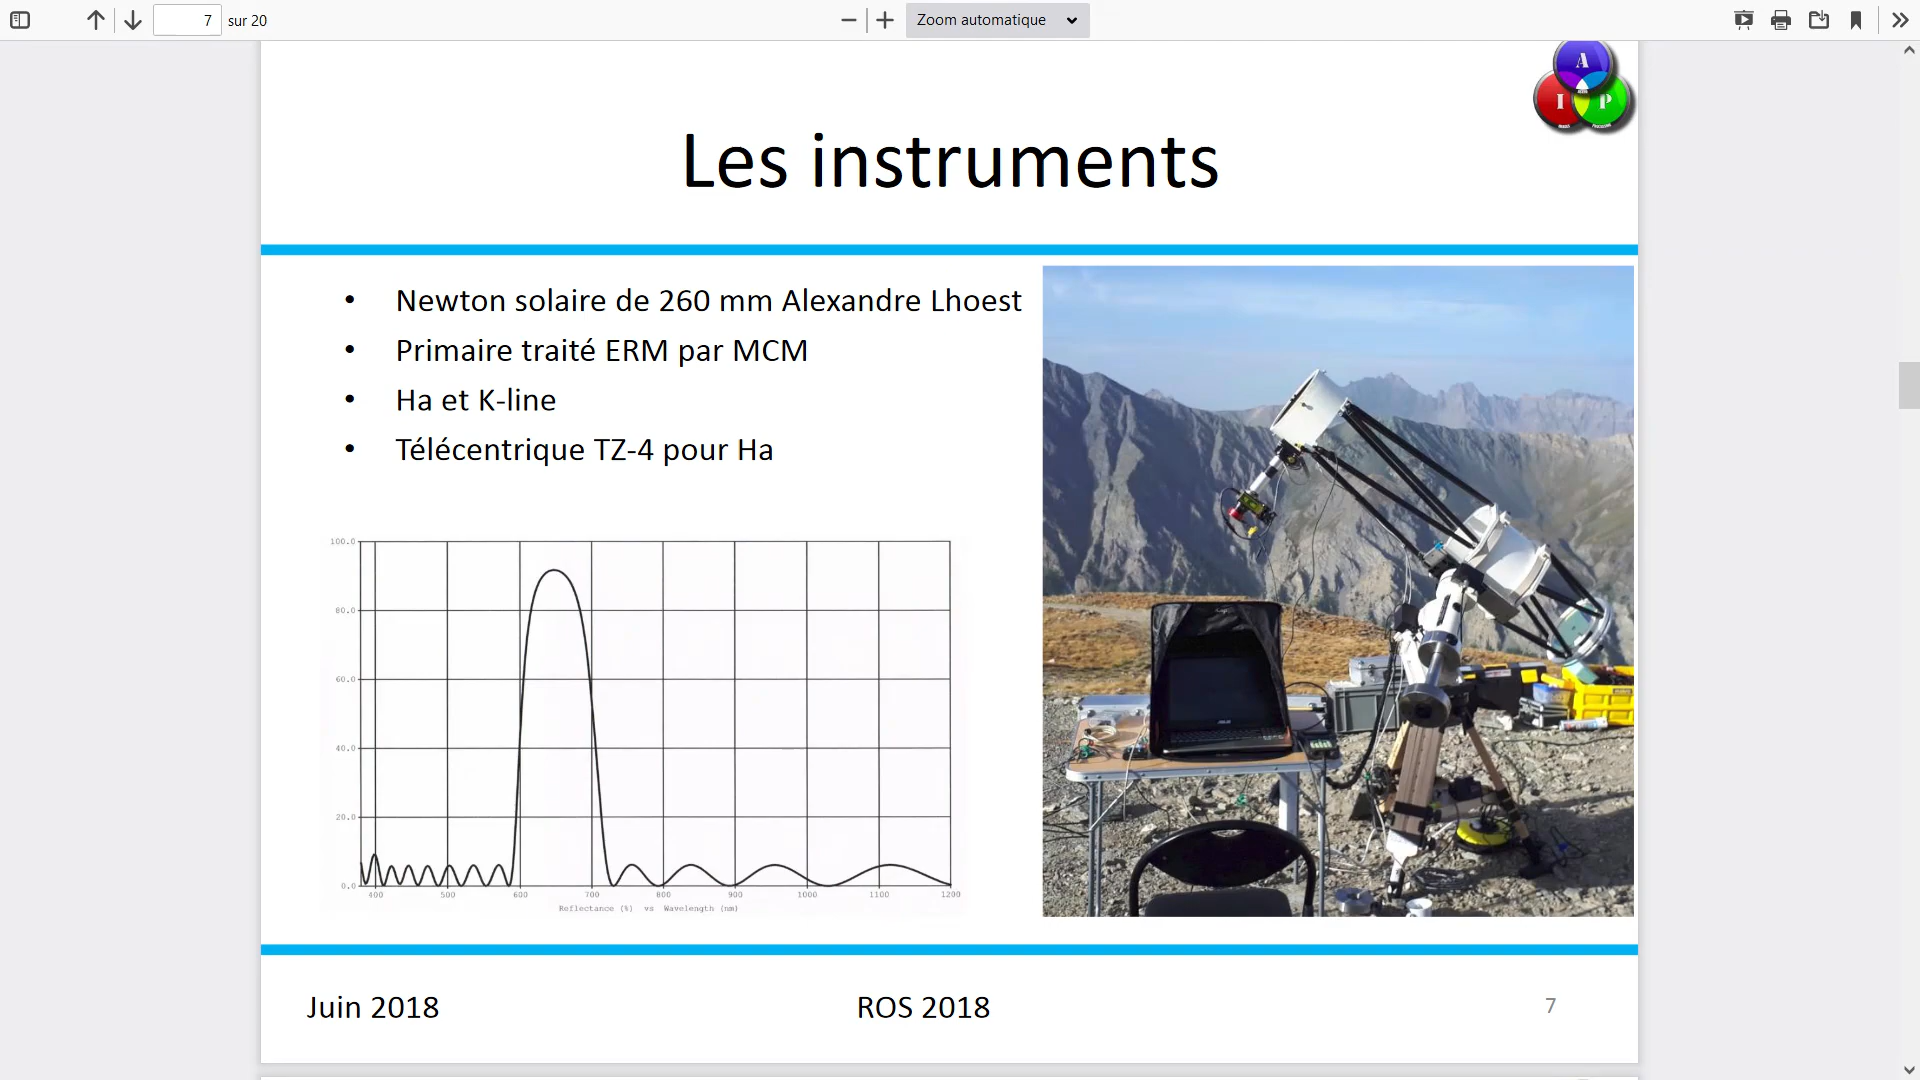 7 sur 20
Zoom automatique
A
I P
Les instruments
• Newton solaire de 260 mm Alexandre Lhoest
• Primaire traité ERM par MCM
• Ha et K-line
• Télécentrique TZ-4 pour Ha
100.0
80.0
60.0
40.0
20.0
0.0
400 500 600 700 800 900 1000 1100 1200
Reflectance (%) vs Wavelength (nm)
ASUS
Juin 2018 ROS 2018 7